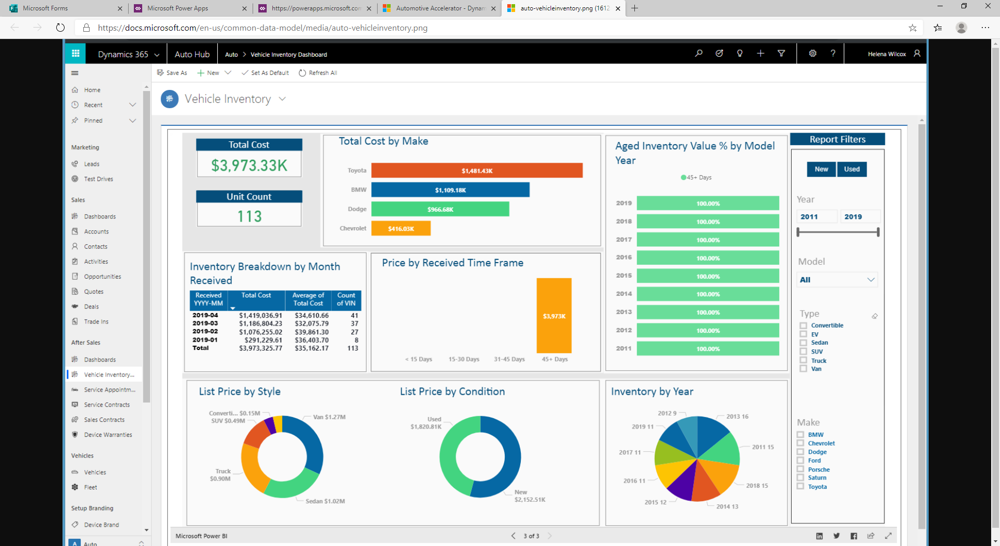 Microsoft Forms
Microsoft Power Apps
https://powerapps.microsoft.com
Automotive Accelerator - Dynam
auto-vehicleinventory.png (1612
https://docs.microsoft.com/en-us/common-data-model/media/auto-vehicleinventory.png
Dynamics 365
Auto Hub
Auto > Vehicle Inventory Dashboard
Helena Wilcox
Save As
New
Set As Default
Refresh All
Home
Recent
Pinned
Marketing
Leads
Test Drives
Sales
Dashboards
Accounts
Contacts
Activities
Opportunities
Quotes
Deals
Trade Ins
After Sales
Dashboards
Vehicle Inventory...
Service Appointm...
Service Contracts
Sales Contracts
Device Warranties
Vehicles
Vehicles
Fleet
Setup Branding
Device Brand
A Auto
Vehicle Inventory
Total Cost
$3,973.33K
Unit Count
113
Total Cost by Make
Toyota $1,481.43K
BMW $1,109.18K
Dodge $966.68K
Chevrolet $416.03K
Aged Inventory Value % by Model
Year
45+ Days
2019 100.00%
2018 100.00%
2017 100.00%
2016 100.00%
2015 100.00%
2014 100.00%
2013 100.00%
2012 100.00%
2011 100.00%
Inventory Breakdown by Month
Received
Received Total Cost Average of Count
YYYY-MM Total Cost of VIN
2019-04 $1,419,036.91 $34,610.66 41
2019-03 $1,186,804.23 $32,075.79 37
2019-02 $1,076,255.02 $39,861.30 27
2019-01 $291,229.61 $36,403.70 8
Total $3,973,325.77 $35,162.17 113
Price by Received Time Frame
$3,973K
< 15 Days 15-30 Days 31-45 Days 45+ Days
List Price by Style
Converti... $0.15M
SUV $0.49M
Van $1.27M
Truck
$0.90M
Sedan $1.02M
List Price by Condition
Used
$1,820.81K
New
$2,152.51K
Inventory by Year
2012 9
2013 16
2019 11
2011 15
2017 11
2016 11
2018 15
2015 12
2014 13
Report Filters
New
Used
Year
2011
2019
Model
All
Type
Convertible
EV
Sedan
SUV
Truck
Van
Make
BMW
Chevrolet
Dodge
Ford
Porsche
Saturn
Toyota
Microsoft Power BI
3 of 3